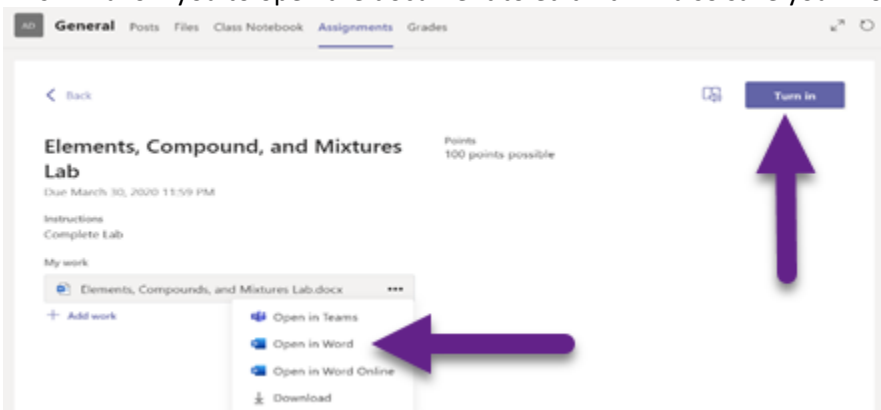 AD General Posts Files Class Notebook Assignments Grades
Back
Turn in
Elements, Compound, and Mixtures
Lab
Due March 30, 2020 11:59 PM
Points
100 points possible
Instructions
Complete Lab
My work
Elements, Compounds, and Mixtures Lab.docx
+ Add work
Open in Teams
Open in Word
Open in Word Online
Download